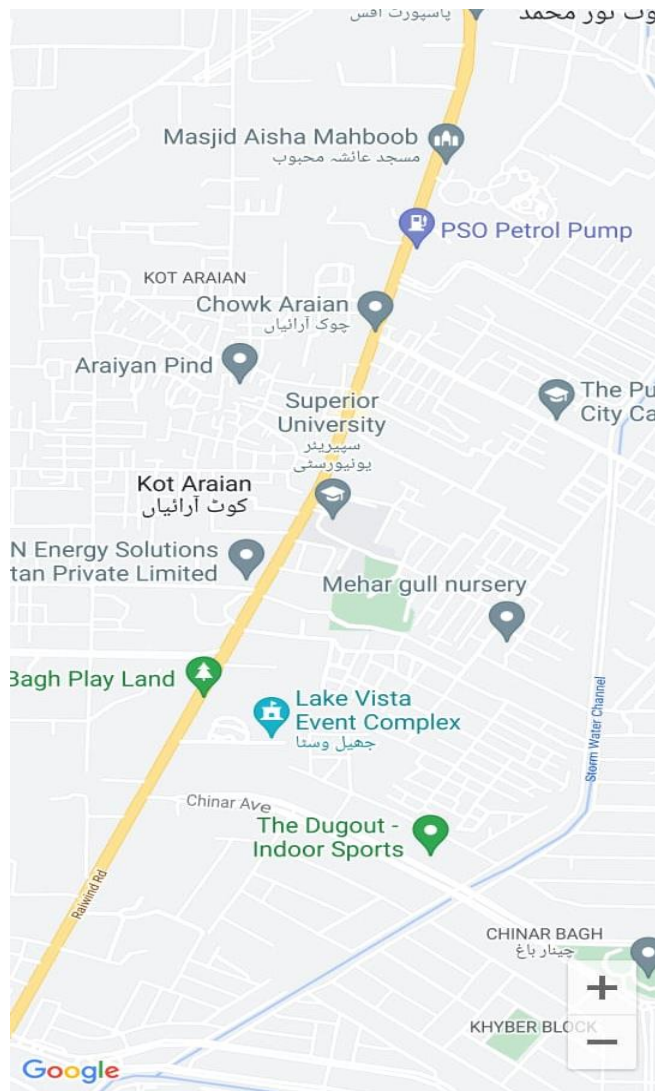 پاسپورٹ آفس
نور محمد
Masjid Aisha Mahboob
مسجد عائشہ محبوب
PSO Petrol Pump
KOT ARAIAN
Chowk Araian
چوک آرائیاں
Araiyan Pind
The Pu
City Ca
Superior
University
سپیریئر
یونیورسٹی
Kot Araian
کوٹ آرائیاں
N Energy Solutions
tan Private Limited
Mehar gull nursery
Bagh Play Land
Lake Vista
Event Complex
جھیل وسٹا
Storm Water Channel
Chinar Ave
The Dugout -
Indoor Sports
Raiwind Rd
CHINAR BAGH
چینار باغ
KHYBER BLOCK
Google